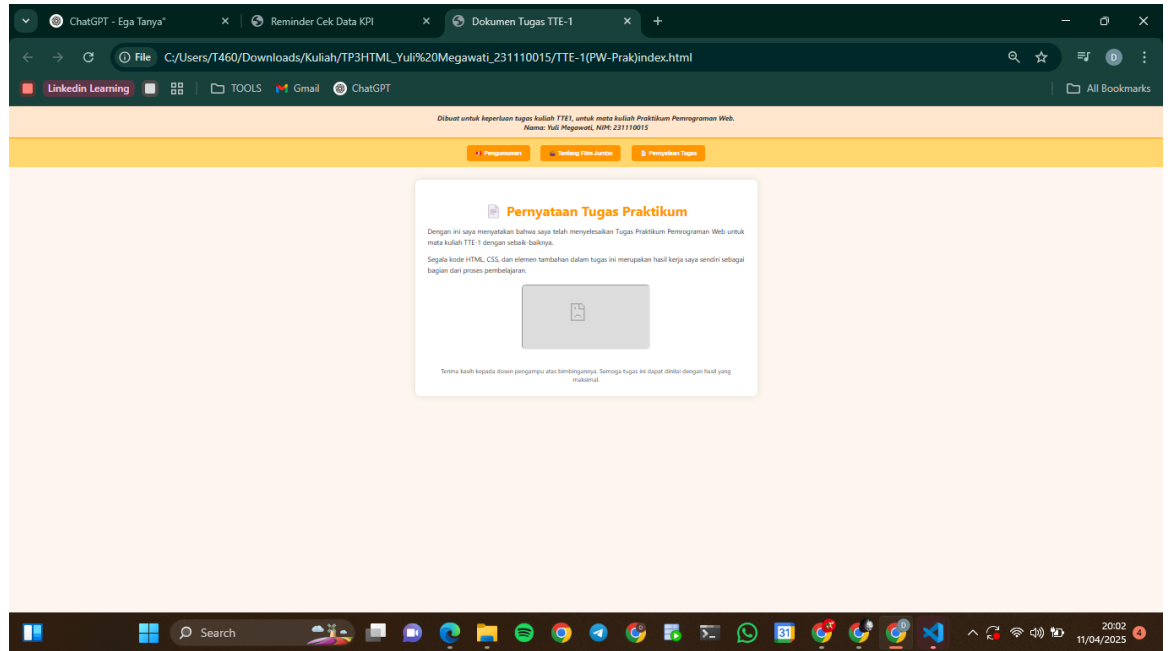 ChatGPT - Ega Tanya"
Reminder Cek Data KPI
Dokumen Tugas TTE-1
File C:/Users/T460/Downloads/Kuliah/TP3HTML_Yuli%20Megawati_231110015/TTE-1(PW-Prak)index.html
D
Linkedin Learning
TOOLS
Gmail
ChatGPT
All Bookmarks
Dibuat untuk keperluan tugas kuliah TTE1, untuk mata kuliah Praktikum Pemrograman Web.
Nama: Yuli Megawati, NIM: 231110015
Pengumuman
Tentang Film Jumbo
Pernyataan Tugas
Pernyataan Tugas Praktikum
Dengan ini saya menyatakan bahwa saya telah menyelesaikan Tugas Praktikum Pemrograman Web untuk
mata kuliah TTE-1 dengan sebaik-baiknya.
Segala kode HTML, CSS, dan elemen tambahan dalam tugas ini merupakan hasil kerja saya sendiri sebagai
bagian dari proses pembelajaran.
Terima kasih kepada dosen pengampu atas bimbingannya. Semoga tugas ini dapat dinilai dengan hasil yang
maksimal.
Search
31
20:02
11/04/2025
4